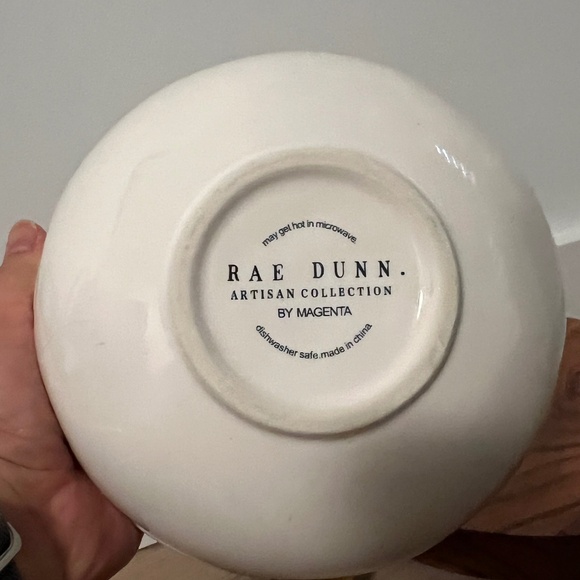 may get hot in microwave.
RAE DUNN.
ARTISAN COLLECTION
BY MAGENTA
dishwasher safe.made in china